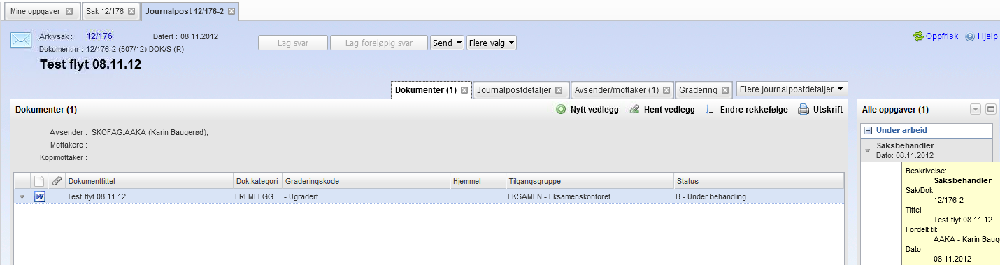 Mine oppgaver
Sak 12/176
Journalpost 12/176-2
Arkivsak : 12/176 Datert : 08.11.2012
Dokumentnr : 12/176-2 (507/12) DOK/S (R)
Test flyt 08.11.12
Lag svar
Lag foreløpig svar
Send
Flere valg
Oppfrisk
Hjelp
Dokumenter (1)
Journalpostdetaljer
Avsender/mottaker (1)
Gradering
Flere journalpostdetaljer
Dokumenter (1)
Nytt vedlegg
Hent vedlegg
Endre rekkefølge
Utskrift
Avsender : SKOFAG.AAKA (Karin Baugerød);
Mottakere :
Kopimottaker :
Dokumenttittel Dok.kategori Graderingskode Hjemmel Tilgangsgruppe Status
Test flyt 08.11.12 FREMLEGG - Ugradert EKSAMEN - Eksamenskontoret B - Under behandling
Alle oppgaver (1)
Under arbeid
Saksbehandler
Dato: 08.11.2012
Beskrivelse:
Saksbehandler
Sak/Dok:
12/176-2
Tittel:
Test flyt 08.11.12
Fordelt til:
AAKA - Karin Baug
Dato:
08.11.2012